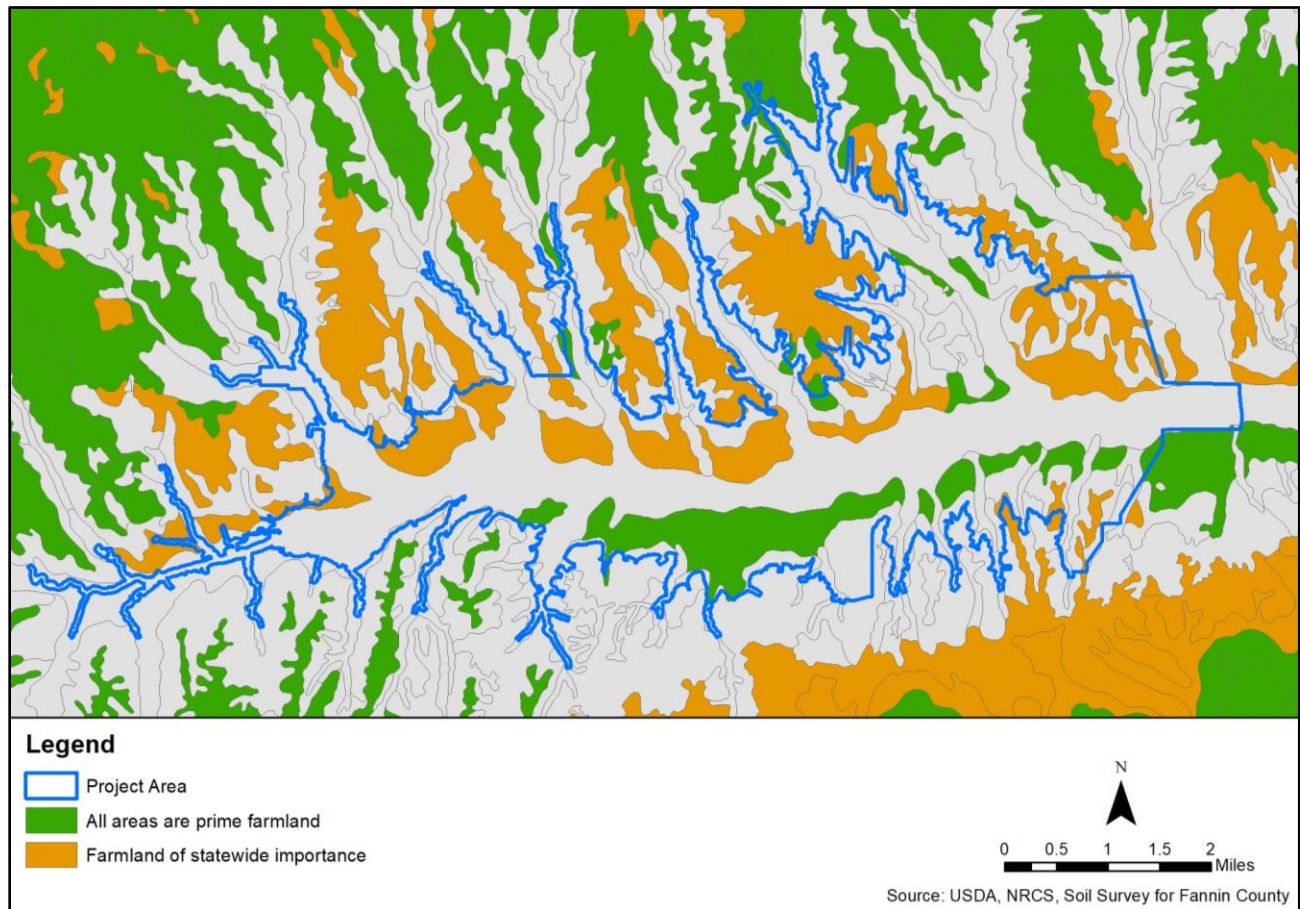 Legend
Project Area
All areas are prime farmland
Farmland of statewide importance
N
0 0.5 1 1.5 2
Miles
Source: USDA, NRCS, Soil Survey for Fannin County